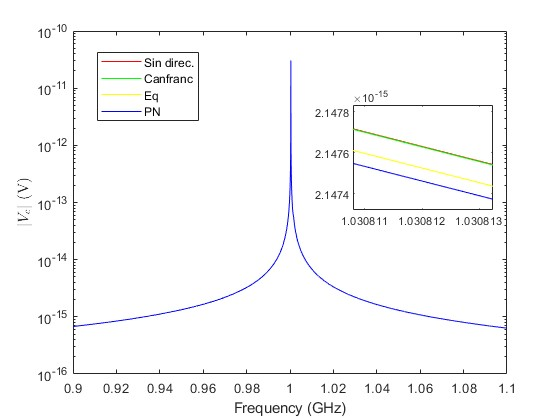 10^-10
10^-11
10^-12
10^-13
10^-14
10^-15
10^-16
|V_c| (V)
Sin direc.
Canfranc
Eq
PN
×10^-15
2.1478
2.1476
2.1474
1.030811 1.030812 1.030813
0.9 0.92 0.94 0.96 0.98 1 1.02 1.04 1.06 1.08 1.1
Frequency (GHz)